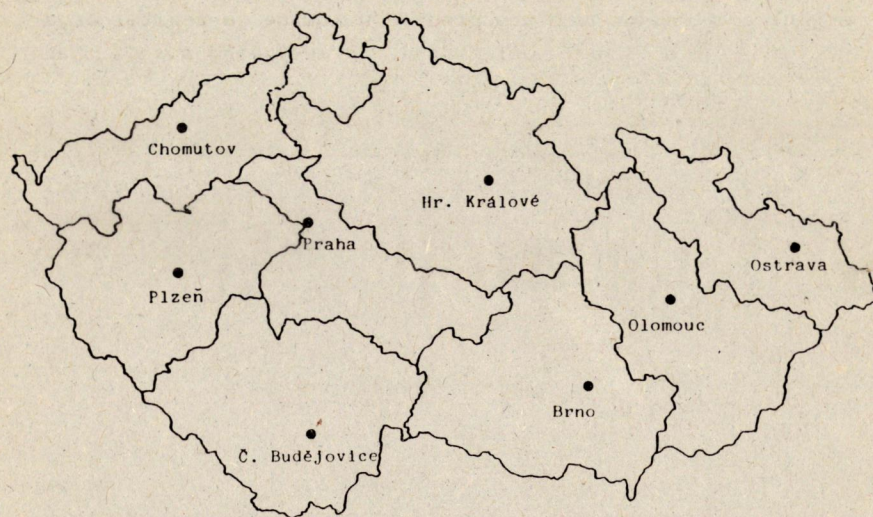 Chomutov
Hr. Králové
Praha
Ostrava
Plzeň
Olomouc
Brno
Č. Budějovice